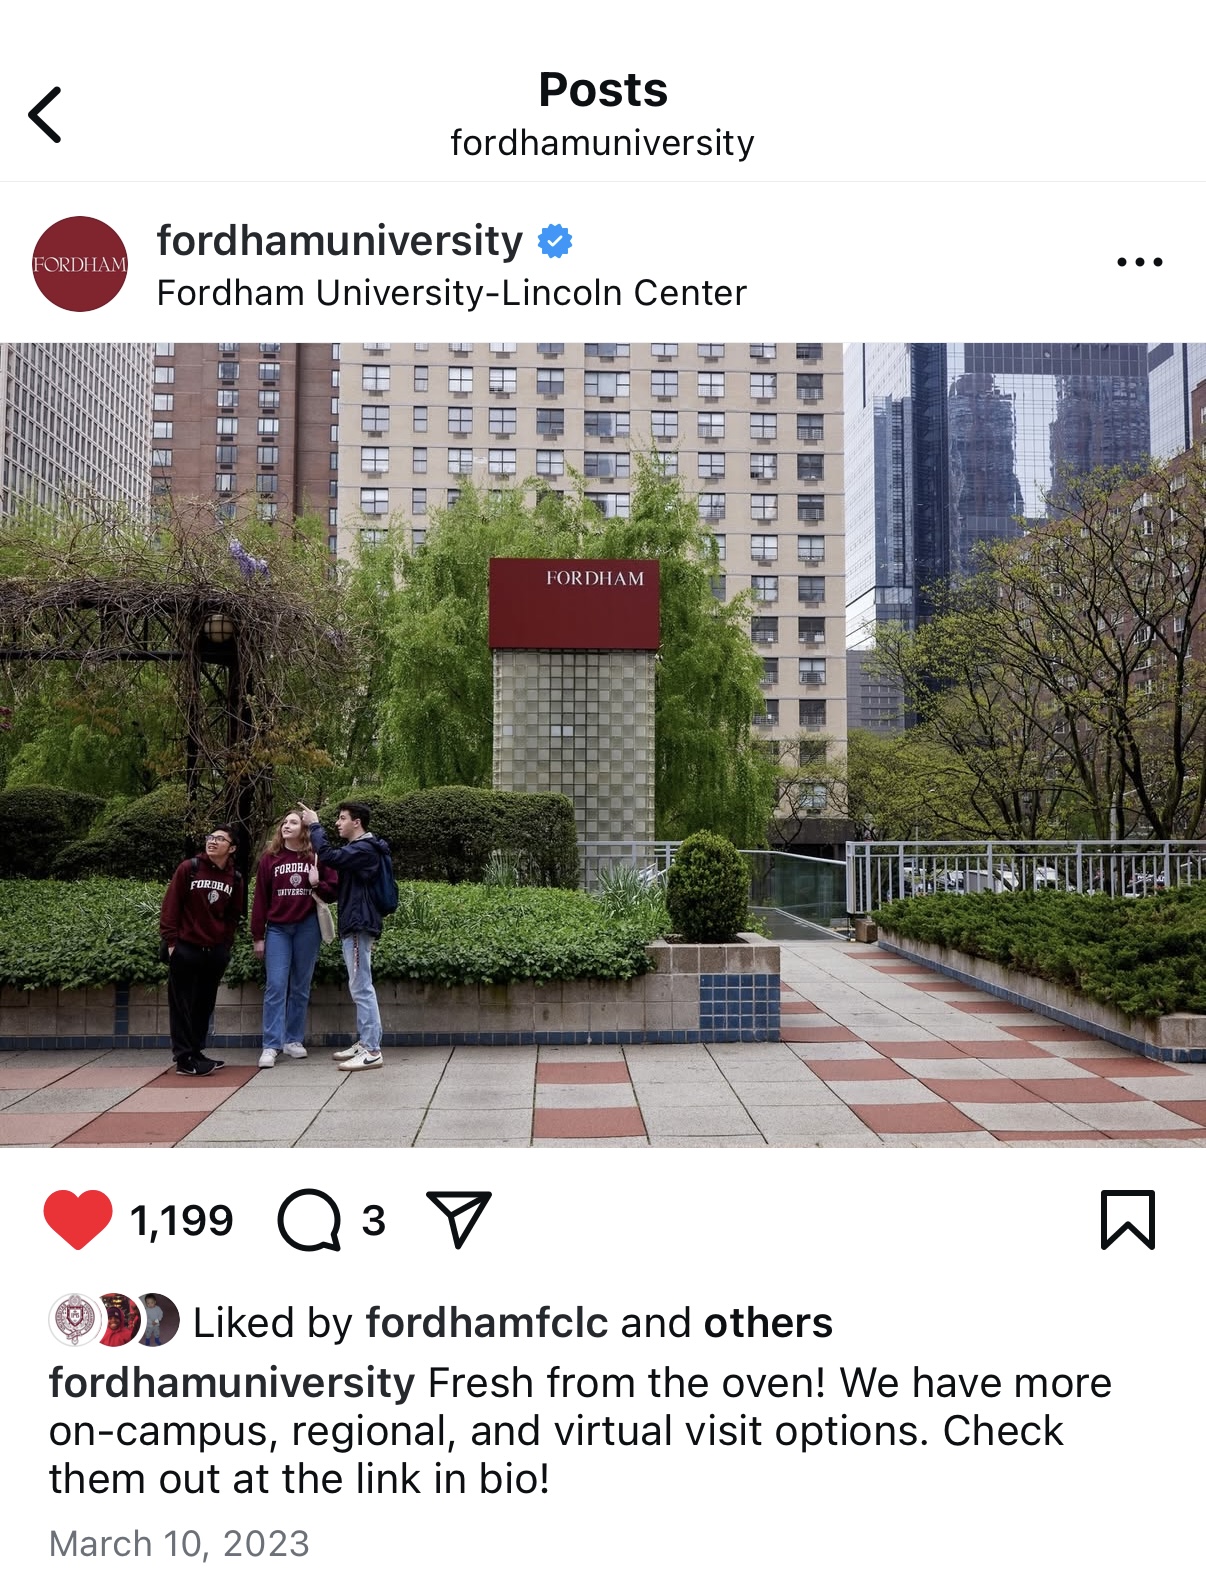 Posts
fordhamuniversity
FORDHAM
fordhamuniversity
Fordham University-Lincoln Center
FORDHAM
FORDHA
FORDHA
UNIVERSITY
1,199
3
Liked by fordhamfclc and others
fordhamuniversity Fresh from the oven! We have more
on-campus, regional, and virtual visit options. Check
them out at the link in bio!
March 10, 2023